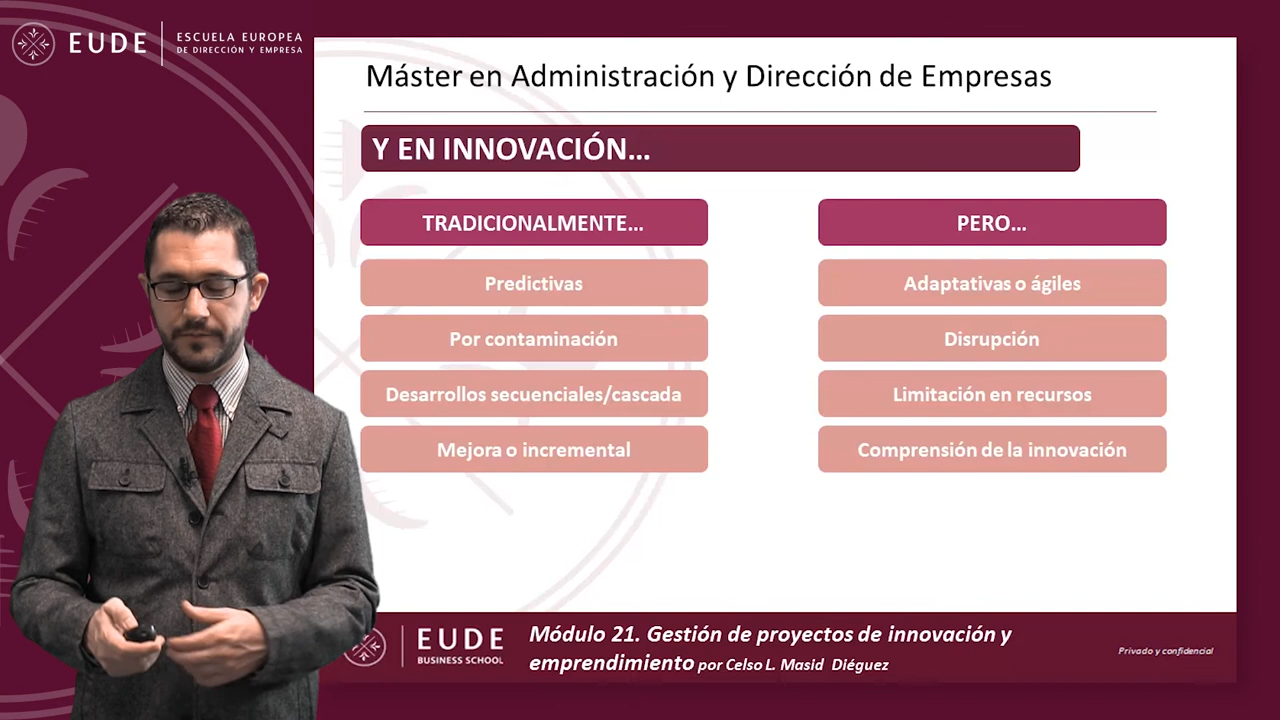 EUDE
ESCUELA EUROPEA
DE DIRECCIÓN Y EMPRESA
Máster en Administración y Dirección de Empresas
Y EN INNOVACIÓN...
TRADICIONALMENTE...
Predictivas
Por contaminación
Desarrollos secuenciales/cascada
Mejora o incremental
PERO...
Adaptativas o ágiles
Disrupción
Limitación en recursos
Comprensión de la innovación
EUDE
BUSINESS SCHOOL
Módulo 21. Gestión de proyectos de innovación y
emprendimiento por Celso L. Masid Diéguez
Privado y confidencial